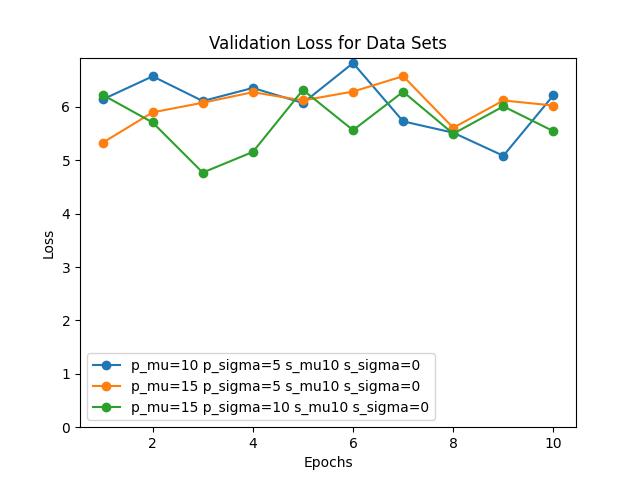 Validation Loss for Data Sets
Loss
6
5
4
3
2
1
0
p_mu=10 p_sigma=5 s_mu10 s_sigma=0
p_mu=15 p_sigma=5 s_mu10 s_sigma=0
p_mu=15 p_sigma=10 s_mu10 s_sigma=0
2 4 6 8 10
Epochs